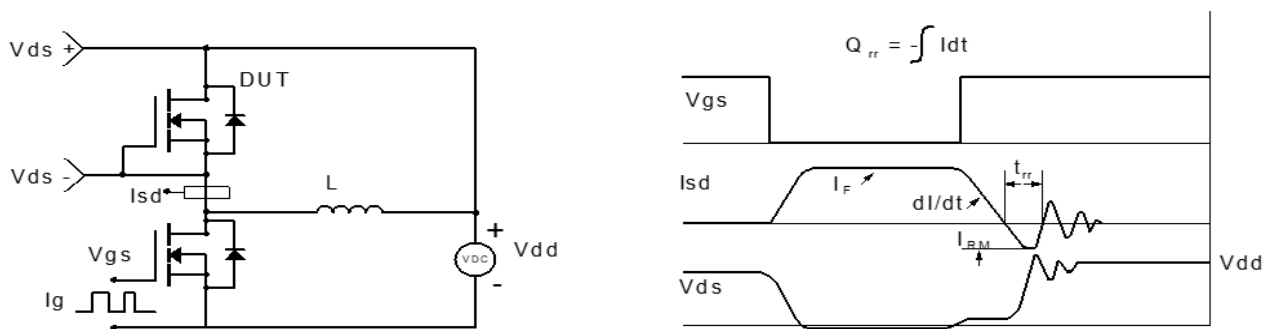 Vds +
DUT
Vds -
Isd
L
Vgs
VDC
+
-
Vdd
Ig
Q rr = -∫ Idt
Vgs
Isd
I F
dI/dt
t rr
I RM
Vds
Vdd